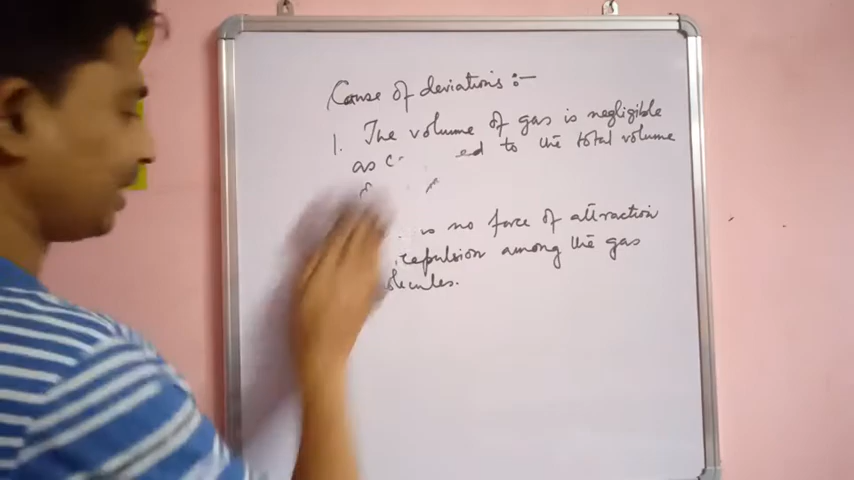 Cause of deviations :-
1. The volume of gas is negligible
as c ed to the total volume
is no force of attraction
repulsion among the gas
olecules.